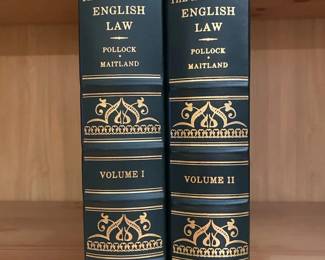 ENGLISH
LAW
POLLOCK
MAITLAND
VOLUME I
ENGLISH
LAW
POLLOCK
MAITLAND
VOLUME II